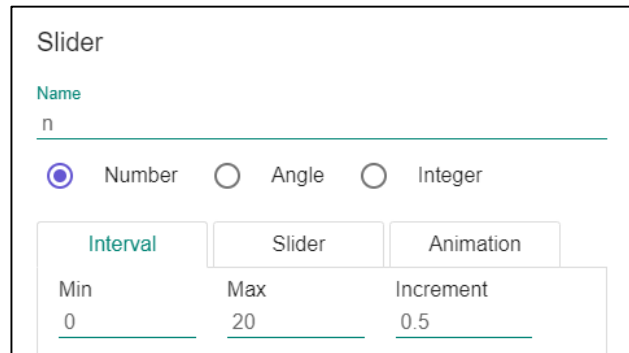 Slider
Name
n
Number Angle Integer
Interval Slider Animation
Min Max Increment
0 20 0.5